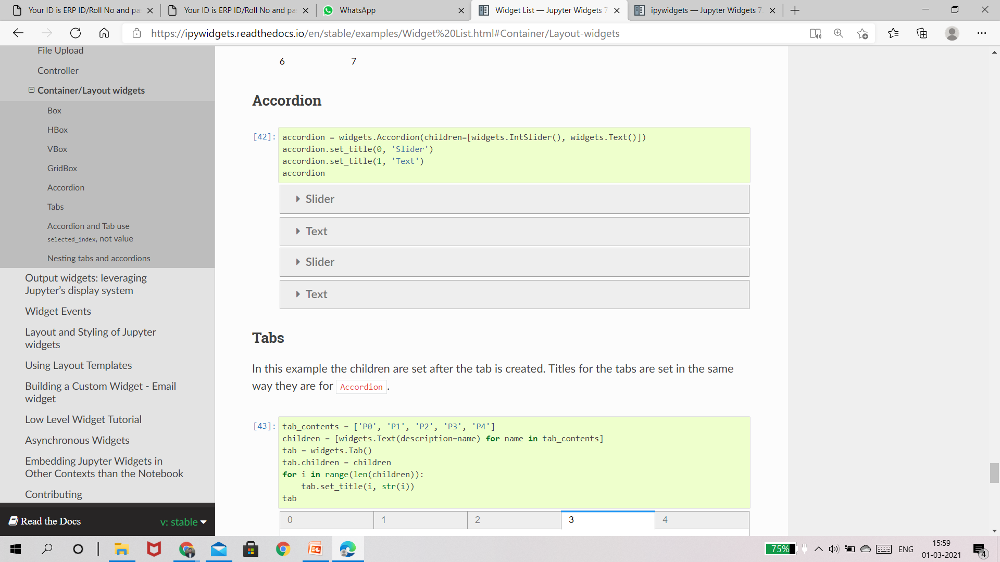 Your ID is ERP ID/Roll No and pa
Your ID is ERP ID/Roll No and pa
WhatsApp
Widget List — Jupyter Widgets 7
ipywidgets — Jupyter Widgets 7.
https://ipywidgets.readthedocs.io/en/stable/examples/Widget%20List.html#Container/Layout-widgets
File Upload
Controller
Container/Layout widgets
Box
HBox
VBox
GridBox
Accordion
Tabs
Accordion and Tab use
selected_index, not value
Nesting tabs and accordions
Output widgets: leveraging
Jupyter’s display system
Widget Events
Layout and Styling of Jupyter
widgets
Using Layout Templates
Building a Custom Widget - Email
widget
Low Level Widget Tutorial
Asynchronous Widgets
Embedding Jupyter Widgets in
Other Contexts than the Notebook
Contributing
Read the Docs
v: stable
6 7
Accordion
[42]: accordion = widgets.Accordion(children=[widgets.IntSlider(), widgets.Text()])
accordion.set_title(0, 'Slider')
accordion.set_title(1, 'Text')
accordion
Slider
Text
Slider
Text
Tabs
In this example the children are set after the tab is created. Titles for the tabs are set in the same
way they are for Accordion .
[43]: tab_contents = ['P0', 'P1', 'P2', 'P3', 'P4']
children = [widgets.Text(description=name) for name in tab_contents]
tab = widgets.Tab()
tab.children = children
for i in range(len(children)):
    tab.set_title(i, str(i))
tab
0 1 2 3 4
75%
ENG
15:59
01-03-2021
4